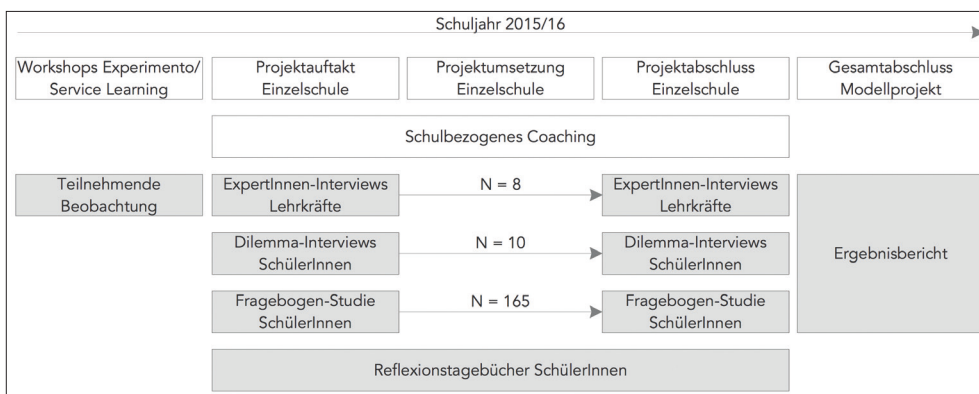 Schuljahr 2015/16
Workshops Experimento/
Service Learning
Projektauftakt
Einzelschule
Projektumsetzung
Einzelschule
Projektabschluss
Einzelschule
Gesamtabschluss
Modellprojekt
Schulbezogenes Coaching
Teilnehmende
Beobachtung
ExpertInnen-Interviews
Lehrkräfte
N = 8
ExpertInnen-Interviews
Lehrkräfte
Dilemma-Interviews
SchülerInnen
N = 10
Dilemma-Interviews
SchülerInnen
Ergebnisbericht
Fragebogen-Studie
SchülerInnen
N = 165
Fragebogen-Studie
SchülerInnen
Reflexionstagebücher SchülerInnen